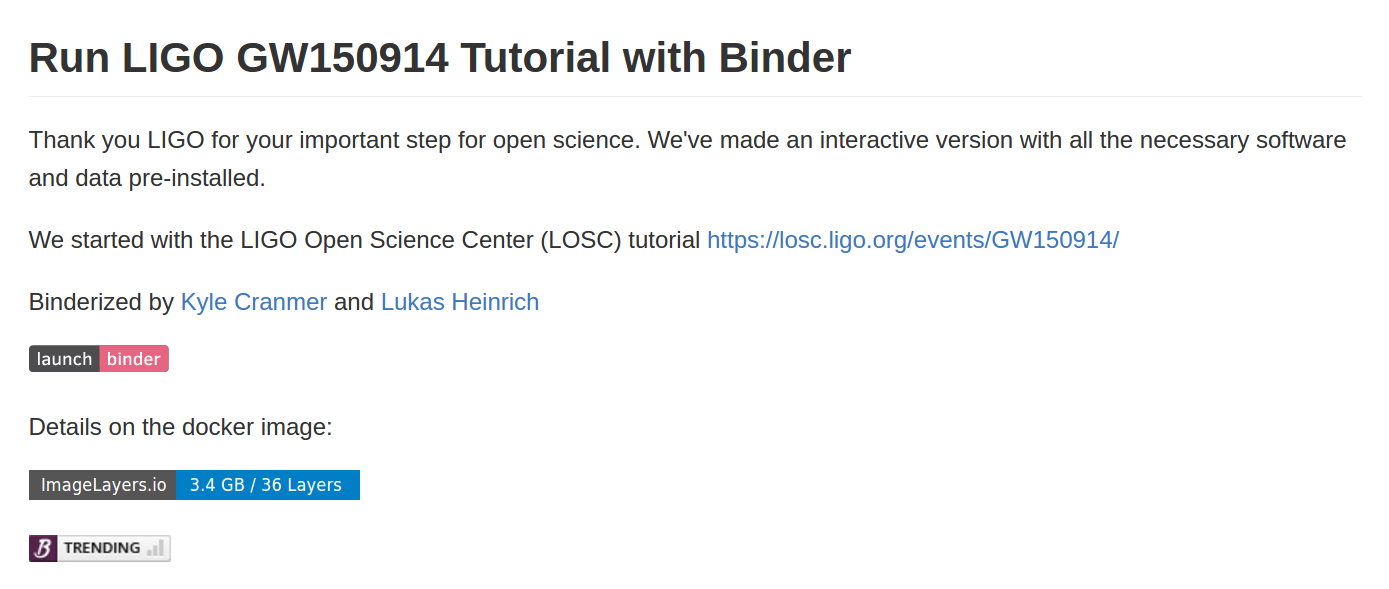 Run LIGO GW150914 Tutorial with Binder
Thank you LIGO for your important step for open science. We've made an interactive version with all the necessary software
and data pre-installed.
We started with the LIGO Open Science Center (LOSC) tutorial https://losc.ligo.org/events/GW150914/
Binderized by Kyle Cranmer and Lukas Heinrich
launch binder
Details on the docker image:
ImageLayers.io 3.4 GB / 36 Layers
B TRENDING